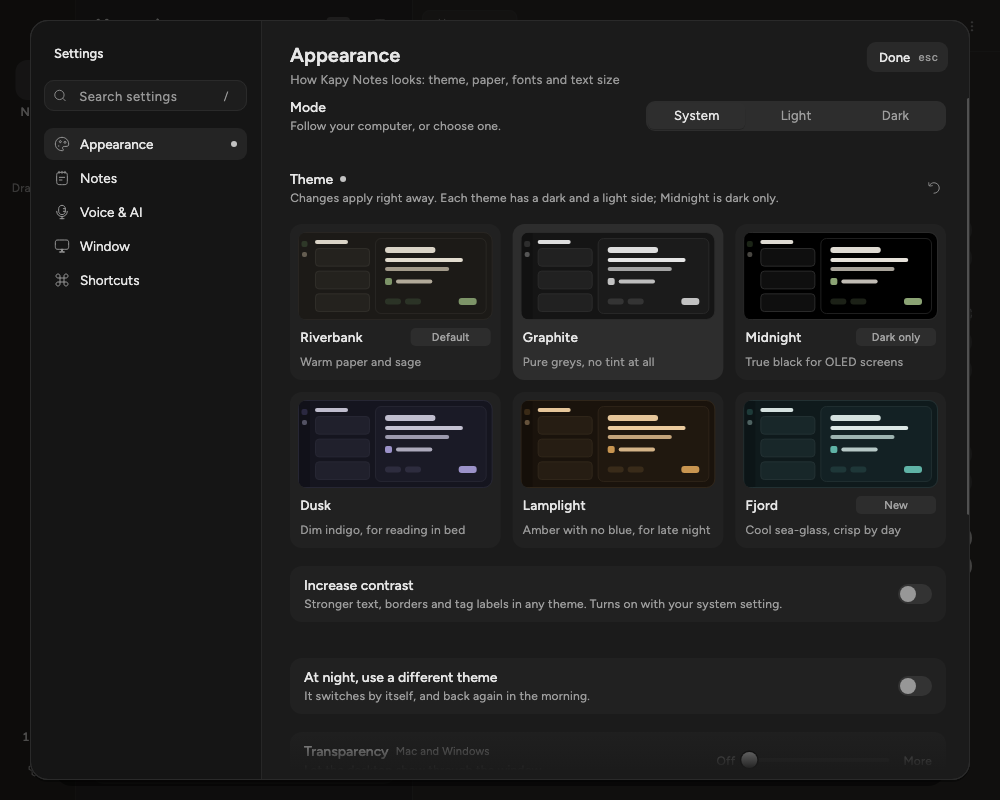 Settings
Search settings /
Appearance
Notes
Voice & AI
Window
Shortcuts
Appearance
How Kapy Notes looks: theme, paper, fonts and text size
Done esc
Mode
Follow your computer, or choose one.
System Light Dark
Theme
Changes apply right away. Each theme has a dark and a light side; Midnight is dark only.
Riverbank Default
Warm paper and sage
Graphite
Pure greys, no tint at all
Midnight Dark only
True black for OLED screens
Dusk
Dim indigo, for reading in bed
Lamplight
Amber with no blue, for late night
Fjord New
Cool sea-glass, crisp by day
Increase contrast
Stronger text, borders and tag labels in any theme. Turns on with your system setting.
At night, use a different theme
It switches by itself, and back again in the morning.
Transparency Mac and Windows
Off More